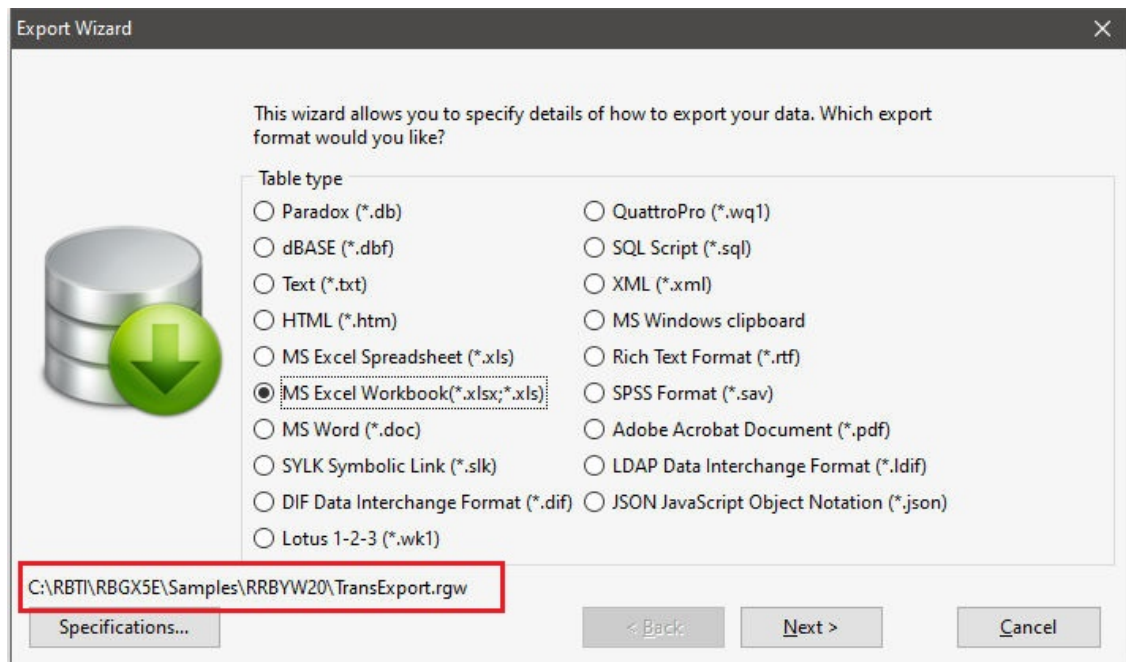 Export Wizard
This wizard allows you to specify details of how to export your data. Which export
format would you like?
Table type
Paradox (*.db)
dBASE (*.dbf)
Text (*.txt)
HTML (*.htm)
MS Excel Spreadsheet (*.xls)
MS Excel Workbook(*.xlsx;*.xls)
MS Word (*.doc)
SYLK Symbolic Link (*.slk)
DIF Data Interchange Format (*.dif)
Lotus 1-2-3 (*.wk1)
QuattroPro (*.wq1)
SQL Script (*.sql)
XML (*.xml)
MS Windows clipboard
Rich Text Format (*.rtf)
SPSS Format (*.sav)
Adobe Acrobat Document (*.pdf)
LDAP Data Interchange Format (*.ldif)
JSON JavaScript Object Notation (*.json)
C:\RBTI\RBGX5E\Samples\RRBYW20\TransExport.rgw
Specifications...
< Back
Next >
Cancel